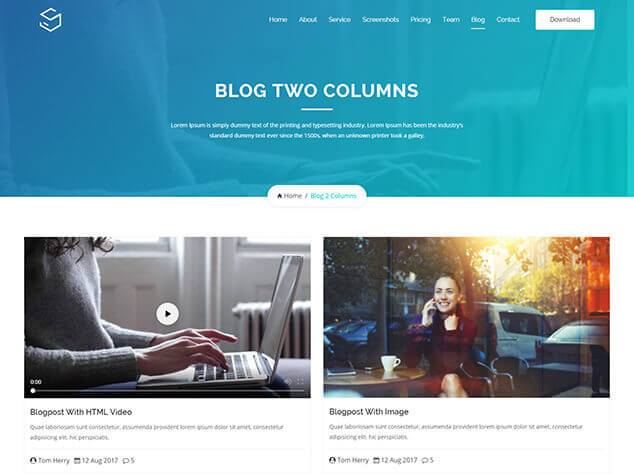 Home About Service Screenshots Pricing Team Blog Contact Download
BLOG TWO COLUMNS
Lorem Ipsum is simply dummy text of the printing and typesetting industry. Lorem Ipsum has been the industry's
standard dummy text ever since the 1500s, when an unknown printer took a galley.
Home / Blog 2 Columns
0:00
Blogpost With HTML Video
Quae laboriosam sunt consectetur, assumenda provident lorem ipsum dolor sit amet, consectetur
adipisicing elit. hic perspiciatis.
Tom Herry 12 Aug 2017 5
Blogpost With Image
Quae laboriosam sunt consectetur, assumenda provident lorem ipsum dolor sit amet, consectetur
adipisicing elit. hic perspiciatis.
Tom Herry 12 Aug 2017 5